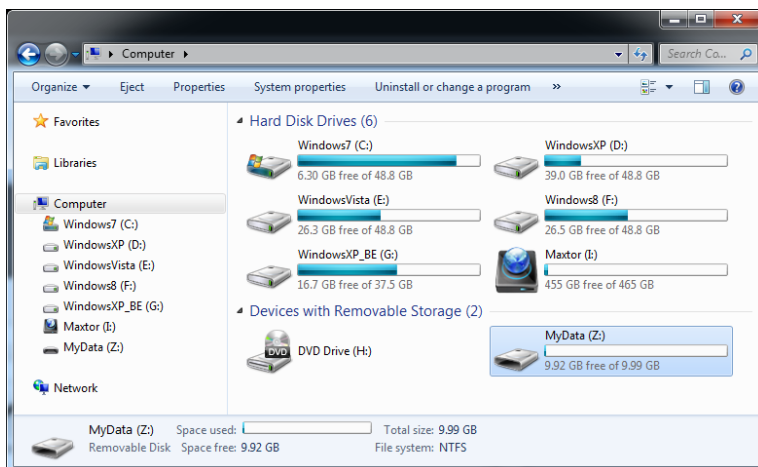 Computer
Search Co...
Organize Eject Properties System properties Uninstall or change a program »
Favorites
Libraries
Computer
Windows7 (C:)
WindowsXP (D:)
WindowsVista (E:)
Windows8 (F:)
WindowsXP_BE (G:)
Maxtor (I:)
MyData (Z:)
Network
Hard Disk Drives (6)
Windows7 (C:)
6.30 GB free of 48.8 GB
WindowsXP (D:)
39.0 GB free of 48.8 GB
WindowsVista (E:)
26.3 GB free of 48.8 GB
Windows8 (F:)
26.5 GB free of 48.8 GB
WindowsXP_BE (G:)
16.7 GB free of 37.5 GB
Maxtor (I:)
455 GB free of 465 GB
Devices with Removable Storage (2)
DVD
DVD Drive (H:)
MyData (Z:)
9.92 GB free of 9.99 GB
MyData (Z:) Space used: Total size: 9.99 GB
Removable Disk Space free: 9.92 GB File system: NTFS